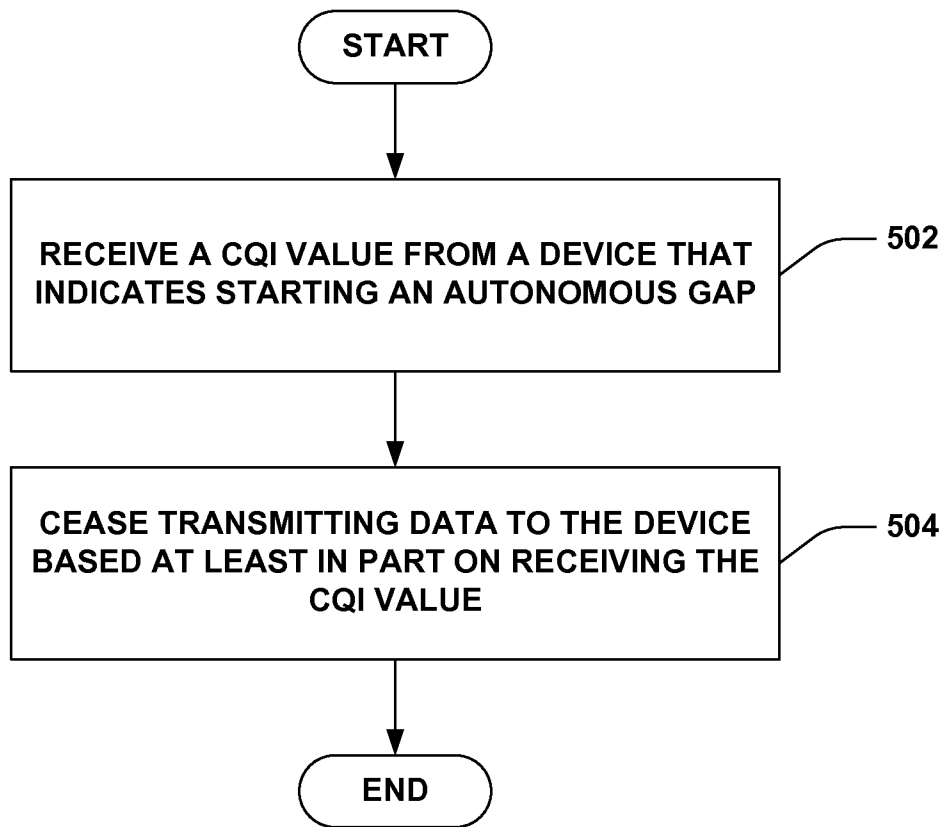 START
RECEIVE A CQI VALUE FROM A DEVICE THAT
INDICATES STARTING AN AUTONOMOUS GAP
502
CEASE TRANSMITTING DATA TO THE DEVICE
BASED AT LEAST IN PART ON RECEIVING THE
CQI VALUE
504
END